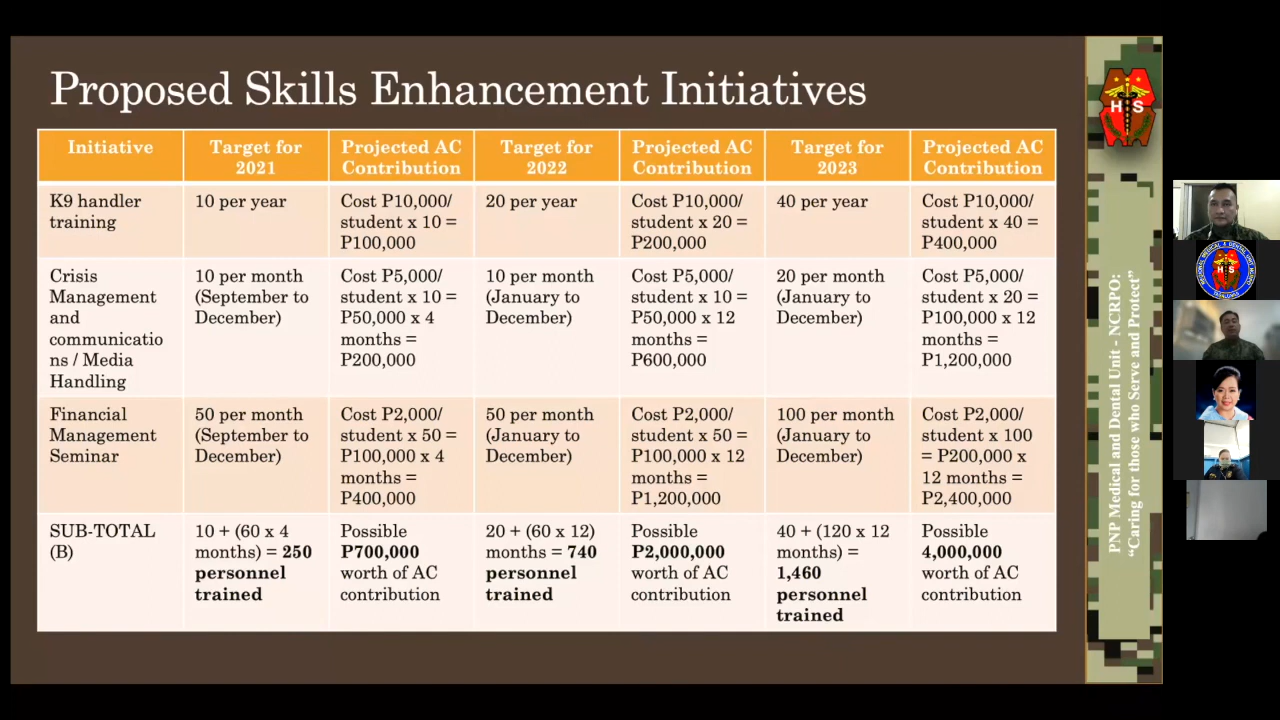 Proposed Skills Enhancement Initiatives
Initiative
Target for
2021
Projected AC
Contribution
Target for
2022
Projected AC
Contribution
Target for
2023
Projected AC
Contribution
K9 handler
training
10 per year
Cost P10,000/
student x 10 =
P100,000
20 per year
Cost P10,000/
student x 20 =
P200,000
40 per year
Cost P10,000/
student x 40 =
P400,000
Crisis
Management
and
communicatio
ns / Media
Handling
10 per month
(September to
December)
Cost P5,000/
student x 10 =
P50,000 x 4
months =
P200,000
10 per month
(January to
December)
Cost P5,000/
student x 10 =
P50,000 x 12
months =
P600,000
20 per month
(January to
December)
Cost P5,000/
student x 20 =
P100,000 x 12
months =
P1,200,000
Financial
Management
Seminar
50 per month
(September to
December)
Cost P2,000/
student x 50 =
P100,000 x 4
months =
P400,000
50 per month
(January to
December)
Cost P2,000/
student x 50 =
P100,000 x 12
months =
P1,200,000
100 per month
(January to
December)
Cost P2,000/
student x 100
= P200,000 x
12 months =
P2,400,000
SUB-TOTAL
(B)
10 + (60 x 4
months) = 250
personnel
trained
Possible
P700,000
worth of AC
contribution
20 + (60 x 12)
months = 740
personnel
trained
Possible
P2,000,000
worth of AC
contribution
40 + (120 x 12
months) =
1,460
personnel
trained
Possible
4,000,000
worth of AC
contribution
H S
PNP Medical and Dental Unit - NCRPO:
“Caring for those who Serve and Protect”
REGIONAL MEDICAL & DENTAL UNIT
H S